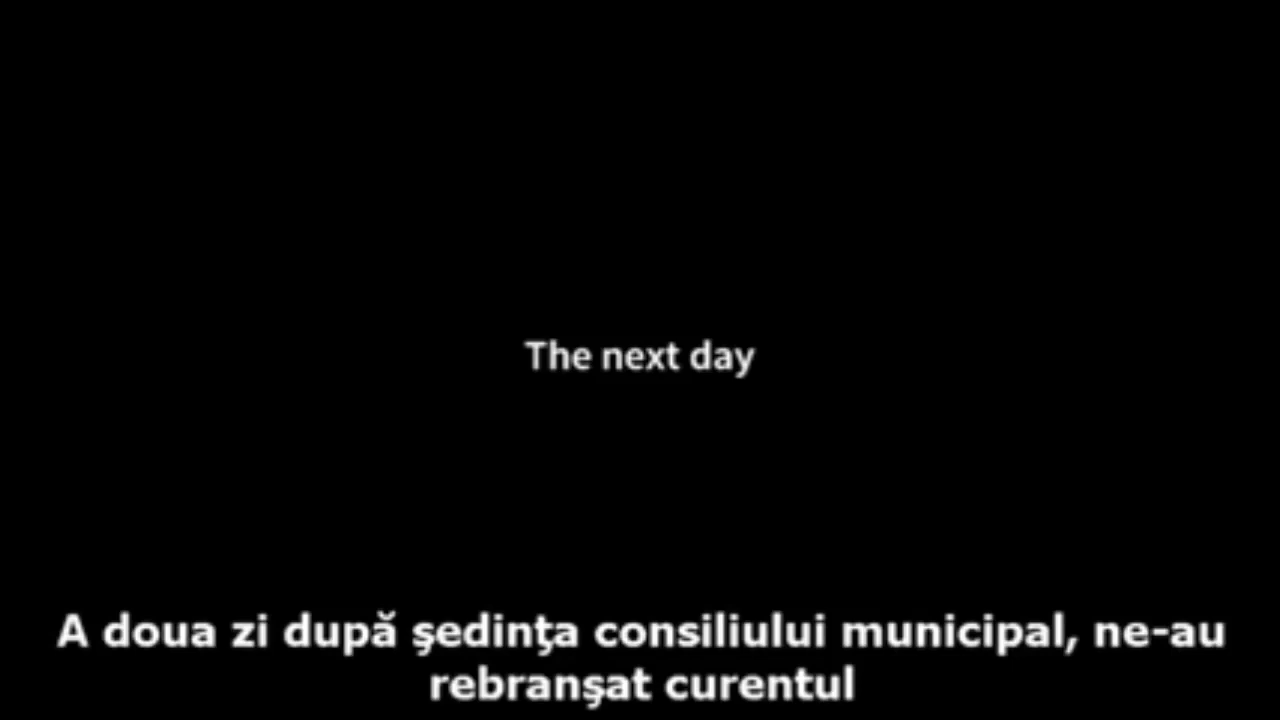 The next day
A doua zi după şedinţa consiliului municipal, ne-au
rebranşat curentul